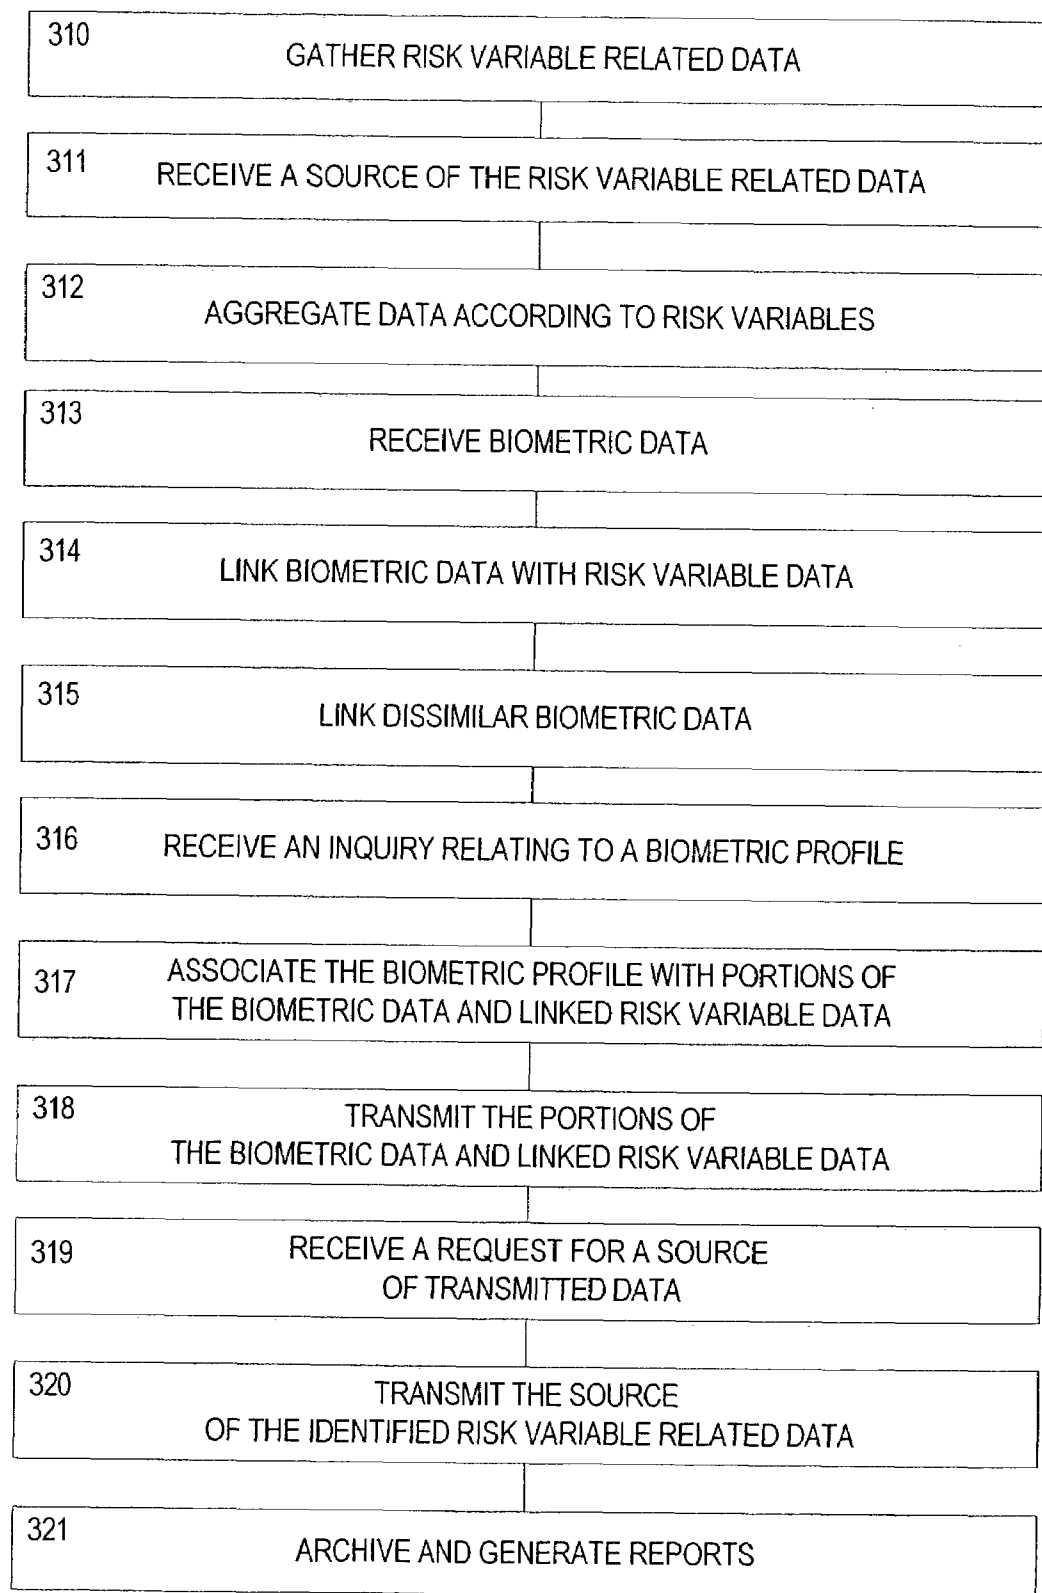 310
GATHER RISK VARIABLE RELATED DATA
311
RECEIVE A SOURCE OF THE RISK VARIABLE RELATED DATA
312
AGGREGATE DATA ACCORDING TO RISK VARIABLES
313
RECEIVE BIOMETRIC DATA
314
LINK BIOMETRIC DATA WITH RISK VARIABLE DATA
315
LINK DISSIMILAR BIOMETRIC DATA
316
RECEIVE AN INQUIRY RELATING TO A BIOMETRIC PROFILE
317
ASSOCIATE THE BIOMETRIC PROFILE WITH PORTIONS OF
THE BIOMETRIC DATA AND LINKED RISK VARIABLE DATA
318
TRANSMIT THE PORTIONS OF
THE BIOMETRIC DATA AND LINKED RISK VARIABLE DATA
319
RECEIVE A REQUEST FOR A SOURCE
OF TRANSMITTED DATA
320
TRANSMIT THE SOURCE
OF THE IDENTIFIED RISK VARIABLE RELATED DATA
321
ARCHIVE AND GENERATE REPORTS